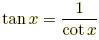 tan x = 1/cot x